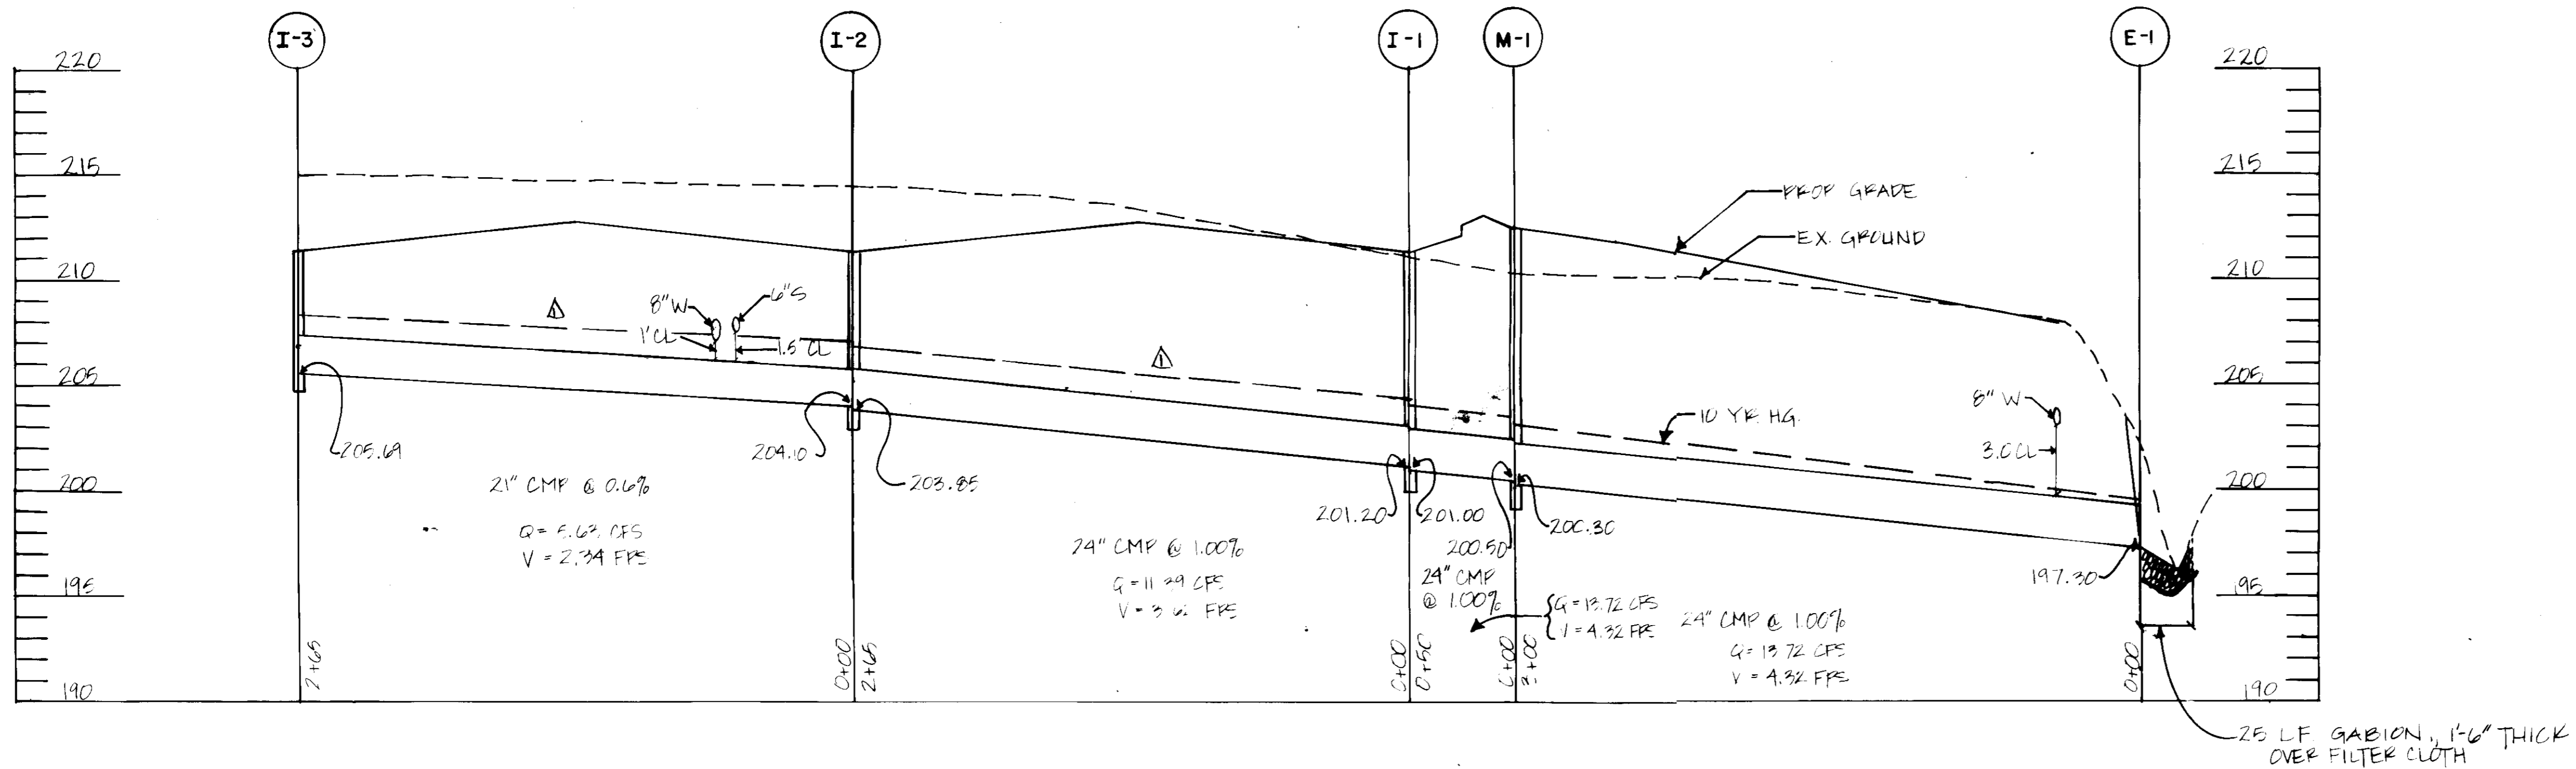 I-3
I-2
I-1
M-1
E-1
220
215
210
205
200
195
190
220
215
210
205
200
195
190
PROP GRADE
EX. GROUND
8" W
6" S
1' CL
1.5' CL
1
1
10 YR. HG.
8" W
3.0 CL
205.69
204.10
203.85
201.20
201.00
200.50
200.30
197.30
21" CMP @ 0.6%
Q = 5.63 CFS
V = 2.34 FPS
24" CMP @ 1.00%
Q = 11.39 CFS
V = 3.62 FPS
24" CMP
@ 1.00%
Q = 13.72 CFS
V = 4.32 FPS
24" CMP @ 1.00%
Q = 13.72 CFS
V = 4.32 FPS
2+65
0+00
2+65
0+00
0+50
0+00
+00
0+00
25 L.F. GABION, 1'-6" THICK
OVER FILTER CLOTH